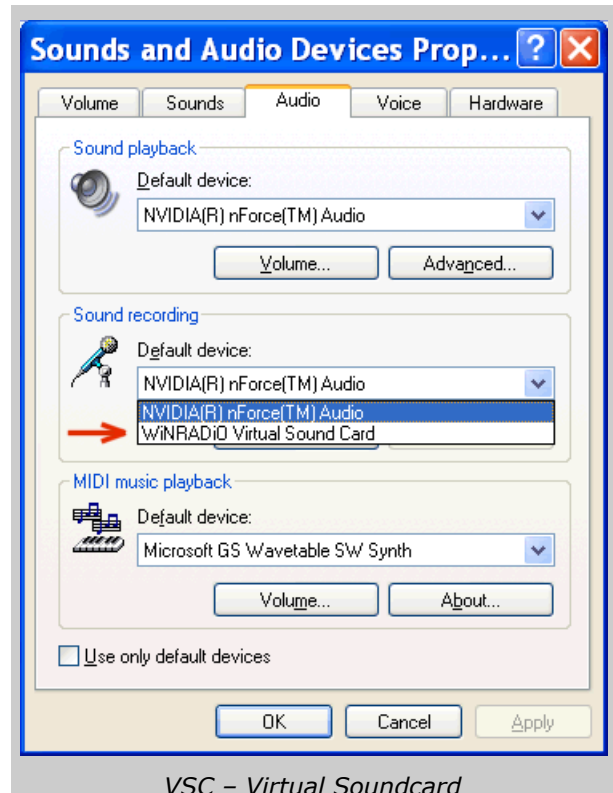 Sounds and Audio Devices Prop...
Volume Sounds Audio Voice Hardware
Sound playback
Default device:
NVIDIA(R) nForce(TM) Audio
Volume... Advanced...
Sound recording
Default device:
NVIDIA(R) nForce(TM) Audio
NVIDIA(R) nForce(TM) Audio
WiNRADiO Virtual Sound Card
MIDI music playback
Default device:
Microsoft GS Wavetable SW Synth
Volume... About...
Use only default devices
OK Cancel Apply
VSC – Virtual Soundcard